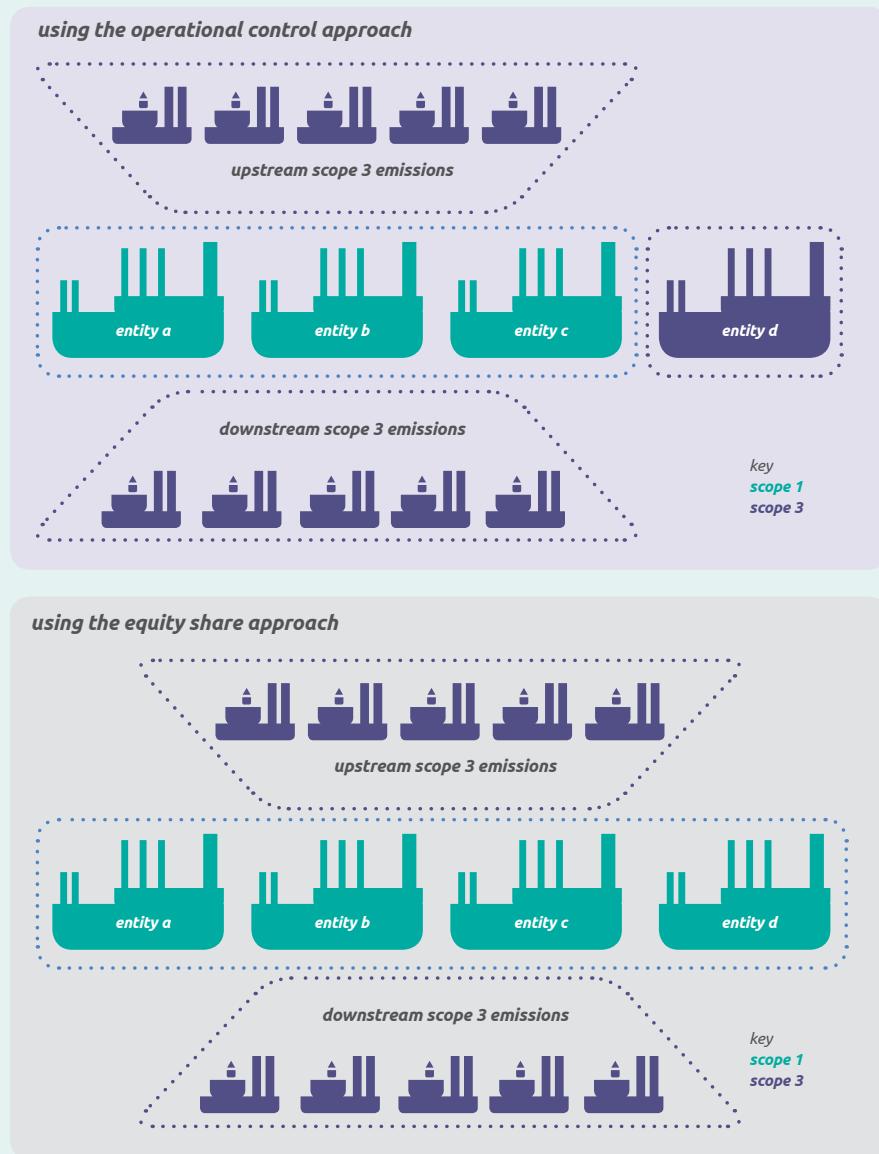 using the operational control approach
upstream scope 3 emissions
entity a
entity b
entity c
entity d
downstream scope 3 emissions
key
scope 1
scope 3
using the equity share approach
upstream scope 3 emissions
entity a
entity b
entity c
entity d
downstream scope 3 emissions
key
scope 1
scope 3